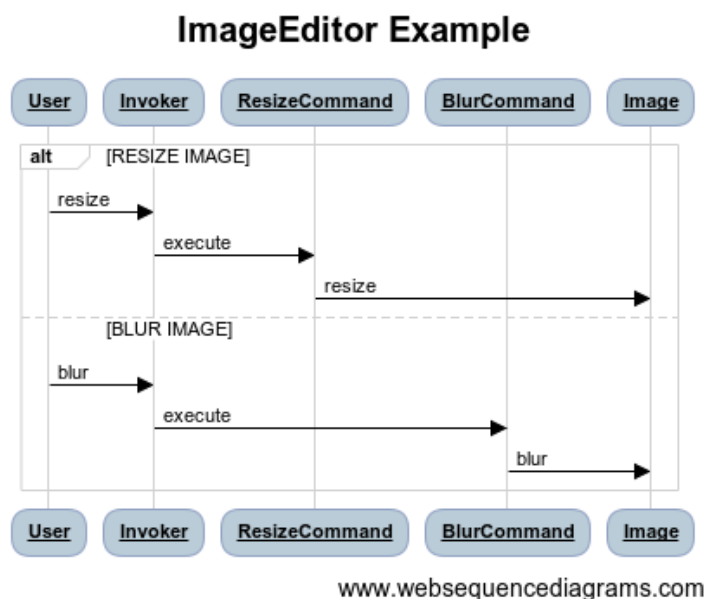 ImageEditor Example
User Invoker ResizeCommand BlurCommand Image
alt [RESIZE IMAGE]
resize
execute
resize
[BLUR IMAGE]
blur
execute
blur
User Invoker ResizeCommand BlurCommand Image
www.websequencediagrams.com